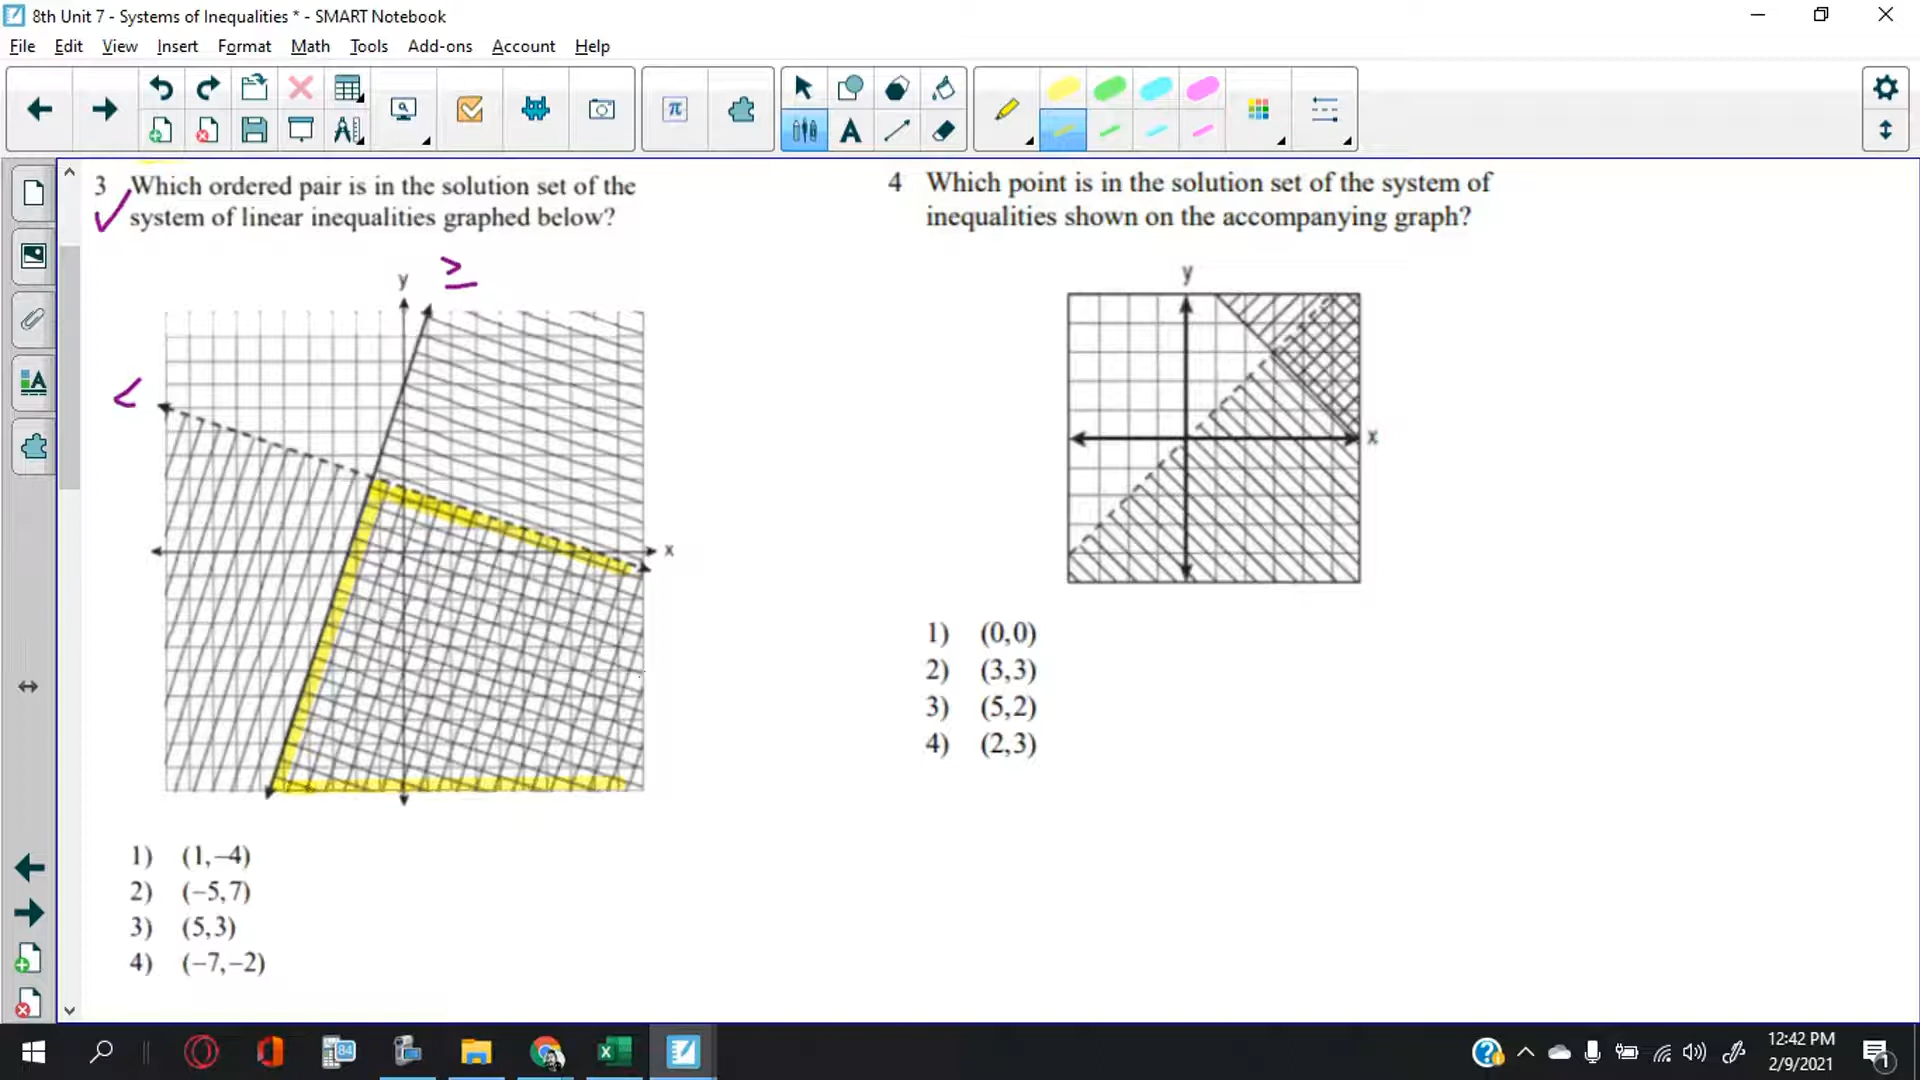 8th Unit 7 - Systems of Inequalities * - SMART Notebook
File Edit View Insert Format Math Tools Add-ons Account Help
π
A
A
3 Which ordered pair is in the solution set of the
system of linear inequalities graphed below?
≥
y
<
x
1) (1,–4)
2) (–5,7)
3) (5,3)
4) (–7,–2)
4 Which point is in the solution set of the system of
inequalities shown on the accompanying graph?
y
x
1) (0,0)
2) (3,3)
3) (5,2)
4) (2,3)
84
12:42 PM
2/9/2021
1